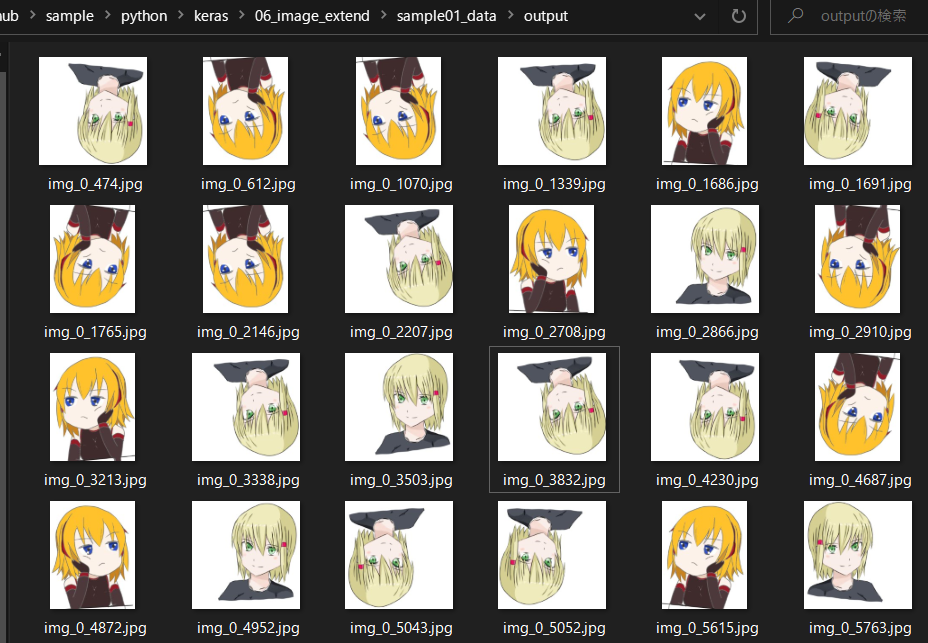 hub > sample > python > keras > 06_image_extend > sample01_data > output
outputの検索
img_0_474.jpg img_0_612.jpg img_0_1070.jpg img_0_1339.jpg img_0_1686.jpg img_0_1691.jpg
img_0_1765.jpg img_0_2146.jpg img_0_2207.jpg img_0_2708.jpg img_0_2866.jpg img_0_2910.jpg
img_0_3213.jpg img_0_3338.jpg img_0_3503.jpg img_0_3832.jpg img_0_4230.jpg img_0_4687.jpg
img_0_4872.jpg img_0_4952.jpg img_0_5043.jpg img_0_5052.jpg img_0_5615.jpg img_0_5763.jpg